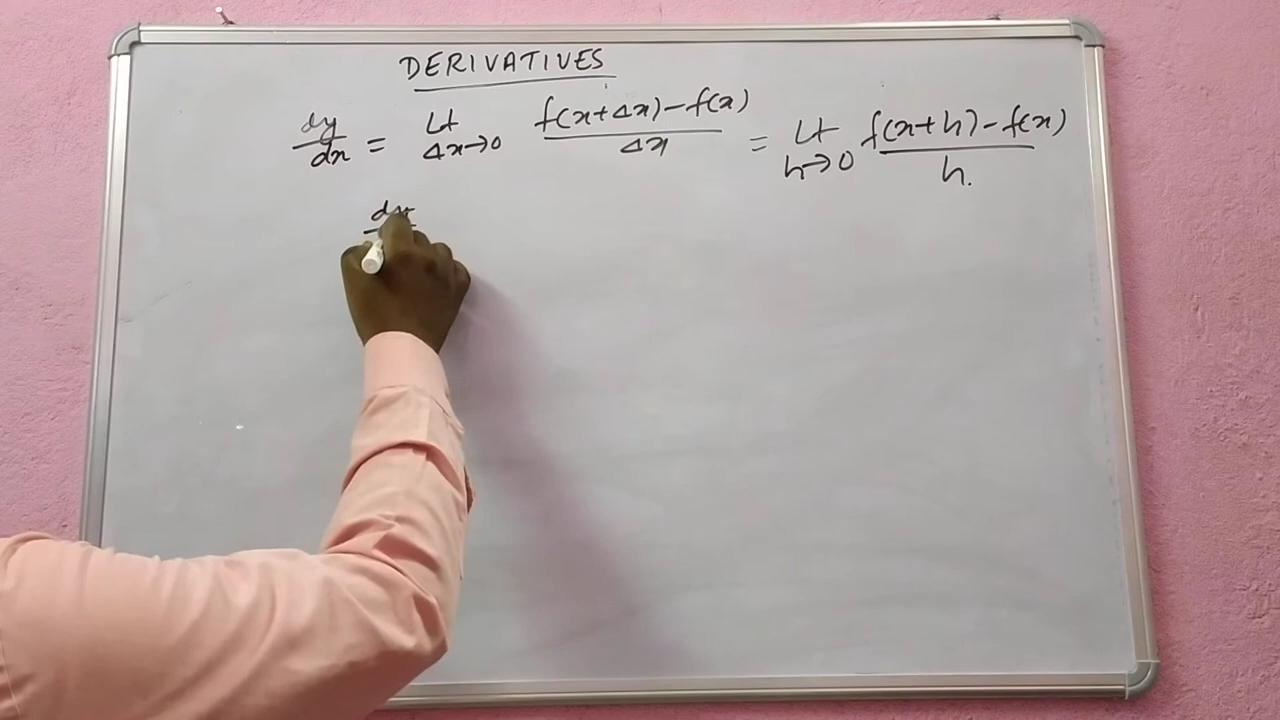 DERIVATIVES
dy/dx = Lt Δx→0 f(x+Δx)-f(x)/Δx = Lt h→0 f(x+h)-f(x)/h.